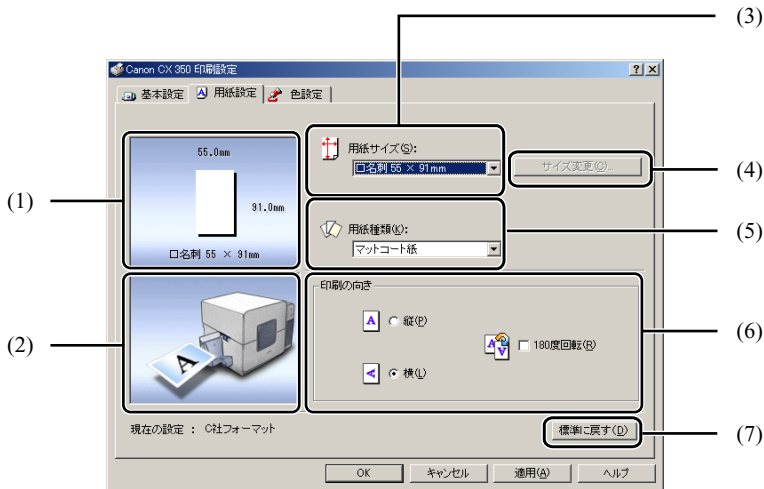 (3)
Canon CX 350 印刷設定
基本設定 用紙設定 色設定
用紙サイズ(S):
55.0mm
口名刺 55 × 91mm
サイズ変更(C)...
(4)
(1)
91.0mm
用紙種類(K):
(5)
マットコート紙
口名刺 55 × 91mm
印刷の向き
A 縦(P)
(2)
A
180度回転(R)
(6)
A 横(L)
現在の設定 : C社フォーマット
標準に戻す(D)
(7)
OK キャンセル 適用(A) ヘルプ